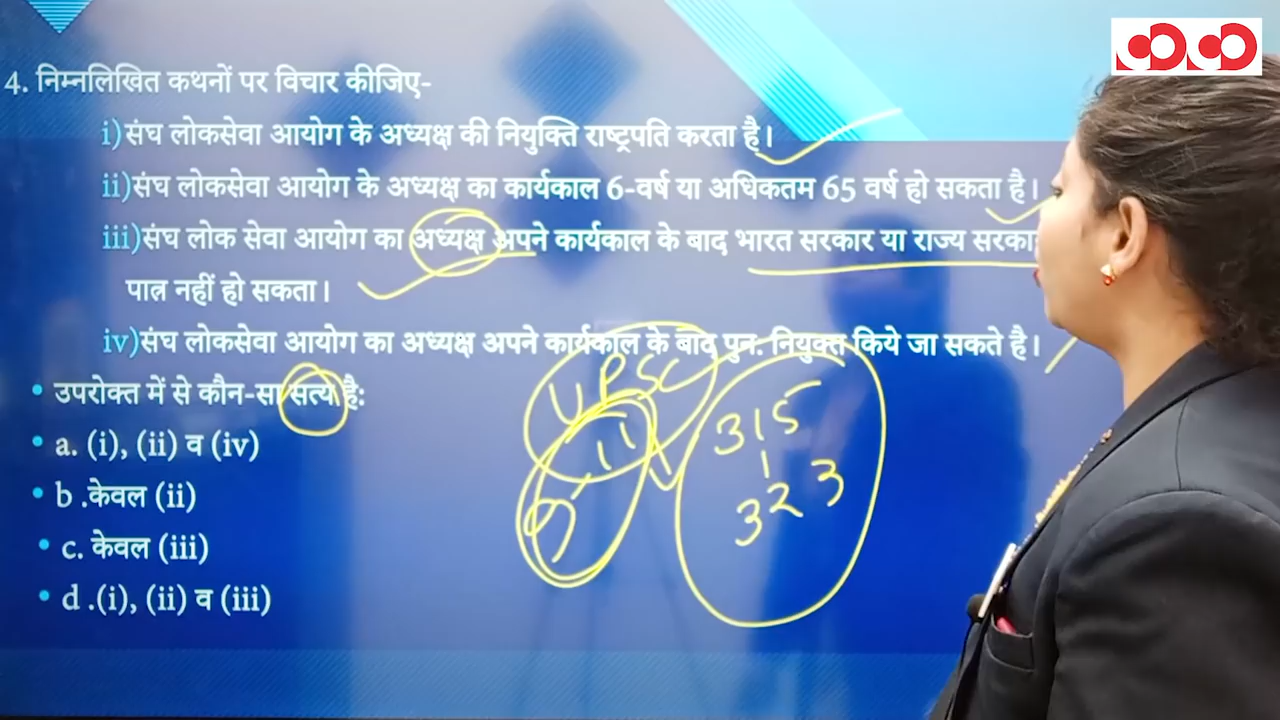 4. निम्नलिखित कथनों पर विचार कीजिए-
i)संघ लोकसेवा आयोग के अध्यक्ष की नियुक्ति राष्ट्रपति करता है।
ii)संघ लोकसेवा आयोग के अध्यक्ष का कार्यकाल 6-वर्ष या अधिकतम 65 वर्ष हो सकता है।
iii)संघ लोक सेवा आयोग का अध्यक्ष अपने कार्यकाल के बाद भारत सरकार या राज्य
पात्र नहीं हो सकता।
iv)संघ लोकसेवा आयोग का अध्यक्ष अपने कार्यकाल के बाद पुन. नियुक्त किये जा सकते है।
• उपरोक्त में से कौन-सा सत्य है:
• a. (i), (ii) व (iv)
• b .केवल (ii)
• c. केवल (iii)
• d .(i), (ii) व (iii)
UPSC
315
323